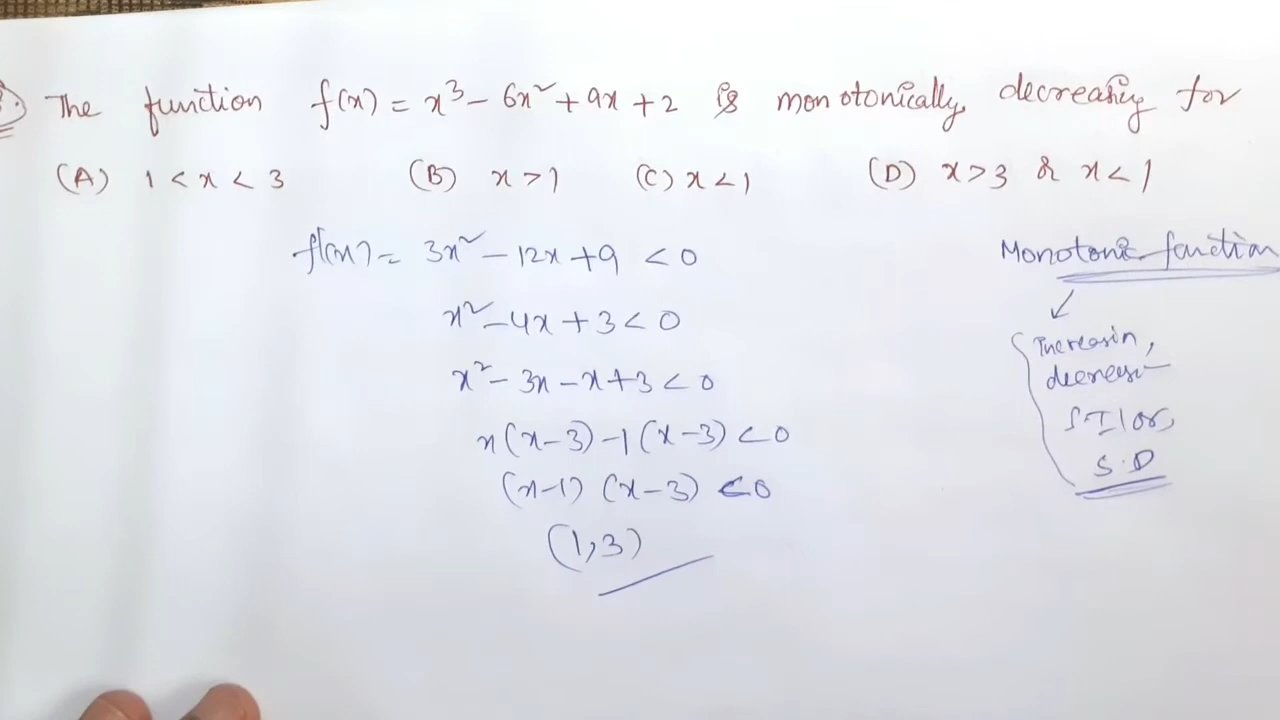 The function f(x) = x³ - 6x² + 9x + 2 is monotonically decreasing for
(A) 1 < x < 3 (B) x > 1 (C) x < 1 (D) x > 3 & x < 1
f'(x) = 3x² - 12x + 9 < 0
x² - 4x + 3 < 0
x² - 3x - x + 3 < 0
x(x-3) - 1(x-3) < 0
(x-1) (x-3) < 0
(1,3)
Monotonic function
↙
Increasin,
decreasi
S.I or,
S.D